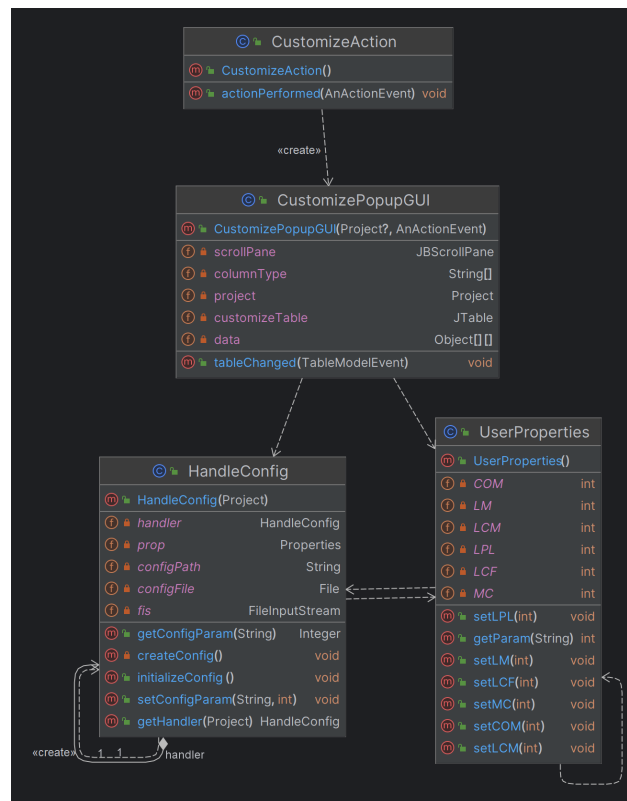 CustomizeAction
CustomizeAction()
actionPerformed(AnActionEvent) void
«create»
CustomizePopupGUI
CustomizePopupGUI(Project?, AnActionEvent)
scrollPane JBScrollPane
columnType String[]
project Project
customizeTable JTable
data Object[][]
tableChanged(TableModelEvent) void
HandleConfig
HandleConfig(Project)
handler HandleConfig
prop Properties
configPath String
configFile File
fis FileInputStream
getConfigParam(String) Integer
createConfig() void
initializeConfig() void
setConfigParam(String, int) void
getHandler(Project) HandleConfig
«create» 1 1
handler
UserProperties
UserProperties()
COM int
LM int
LCM int
LPL int
LCF int
MC int
setLPL(int) void
getParam(String) int
setLM(int) void
setLCF(int) void
setMC(int) void
setCOM(int) void
setLCM(int) void